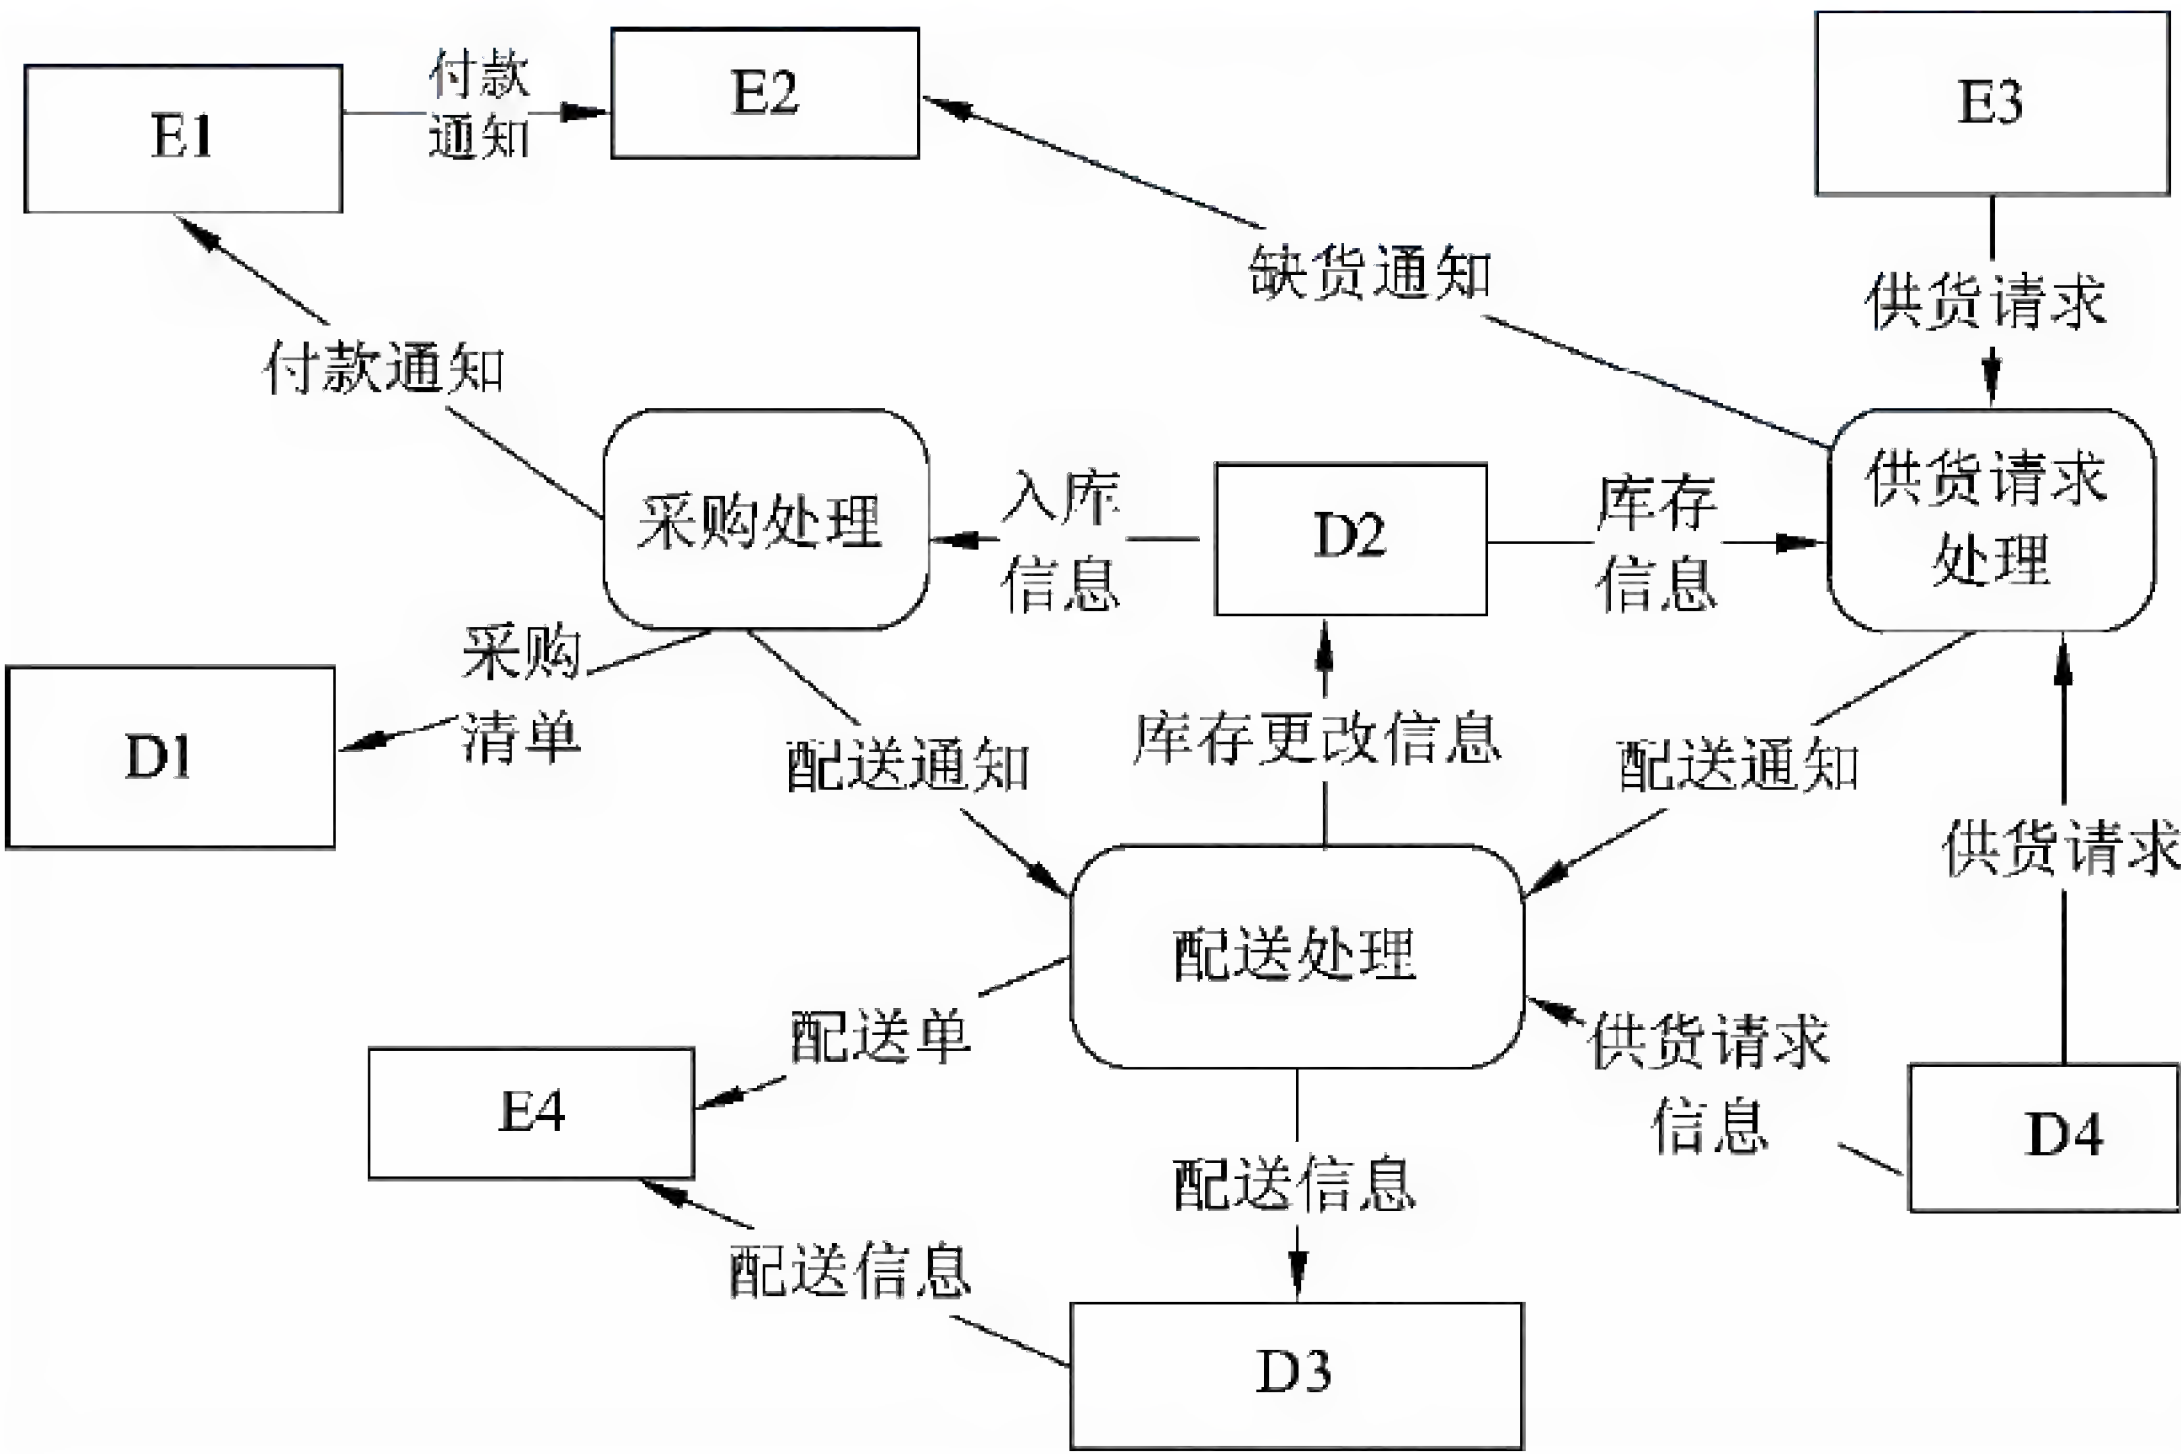 E1
付款
通知
E2
E3
缺货通知
供货请求
付款通知
采购处理
入库
信息
D2
库存
信息
供货请求
处理
采购
清单
D1
配送通知
库存更改信息
配送通知
供货请求
配送处理
配送单
供货请求
信息
E4
D4
配送信息
配送信息
D3